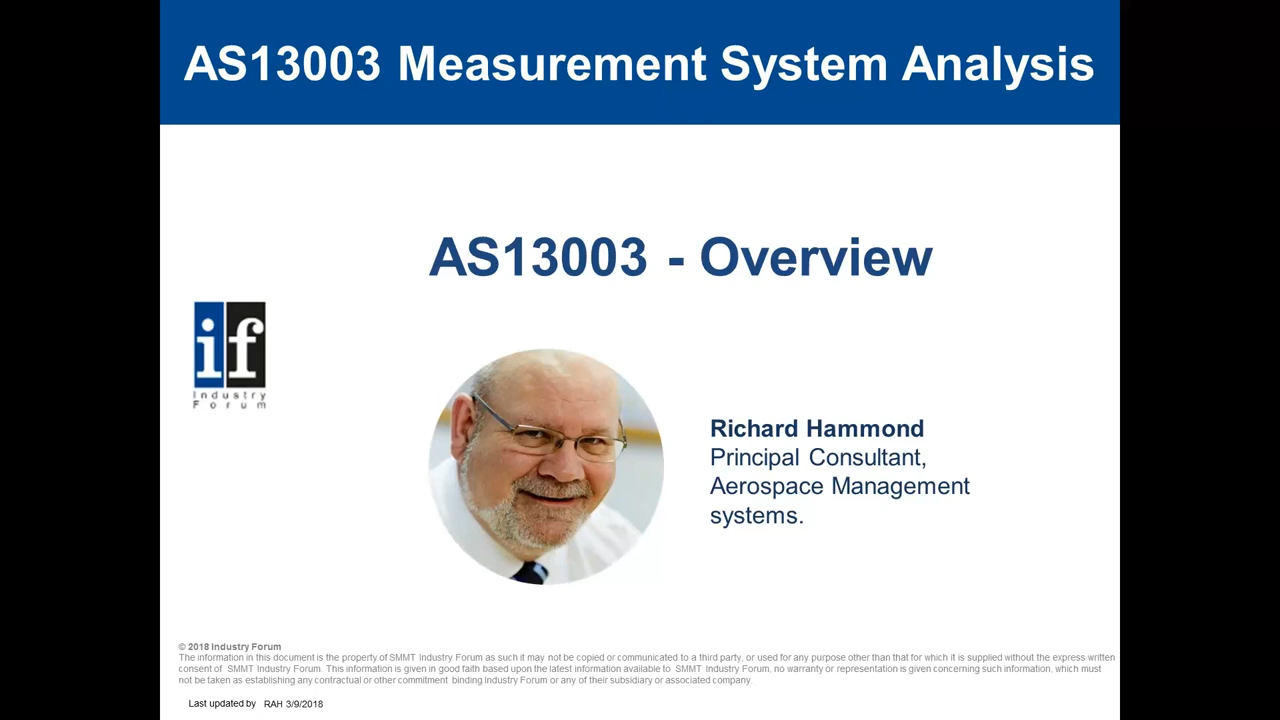 AS13003 Measurement System Analysis
AS13003 - Overview
if
Industry
Forum
Richard Hammond
Principal Consultant,
Aerospace Management
systems.
© 2018 Industry Forum
The information in this document is the property of SMMT Industry Forum as such it may not be copied or communicated to a third party, or used for any purpose other than that for which it is supplied without the express written
consent of SMMT Industry Forum. This information is given in good faith based upon the latest information available to SMMT Industry Forum, no warranty or representation is given concerning such information, which must
not be taken as establishing any contractual or other commitment binding Industry Forum or any of their subsidiary or associated company.
Last updated by RAH 3/9/2018